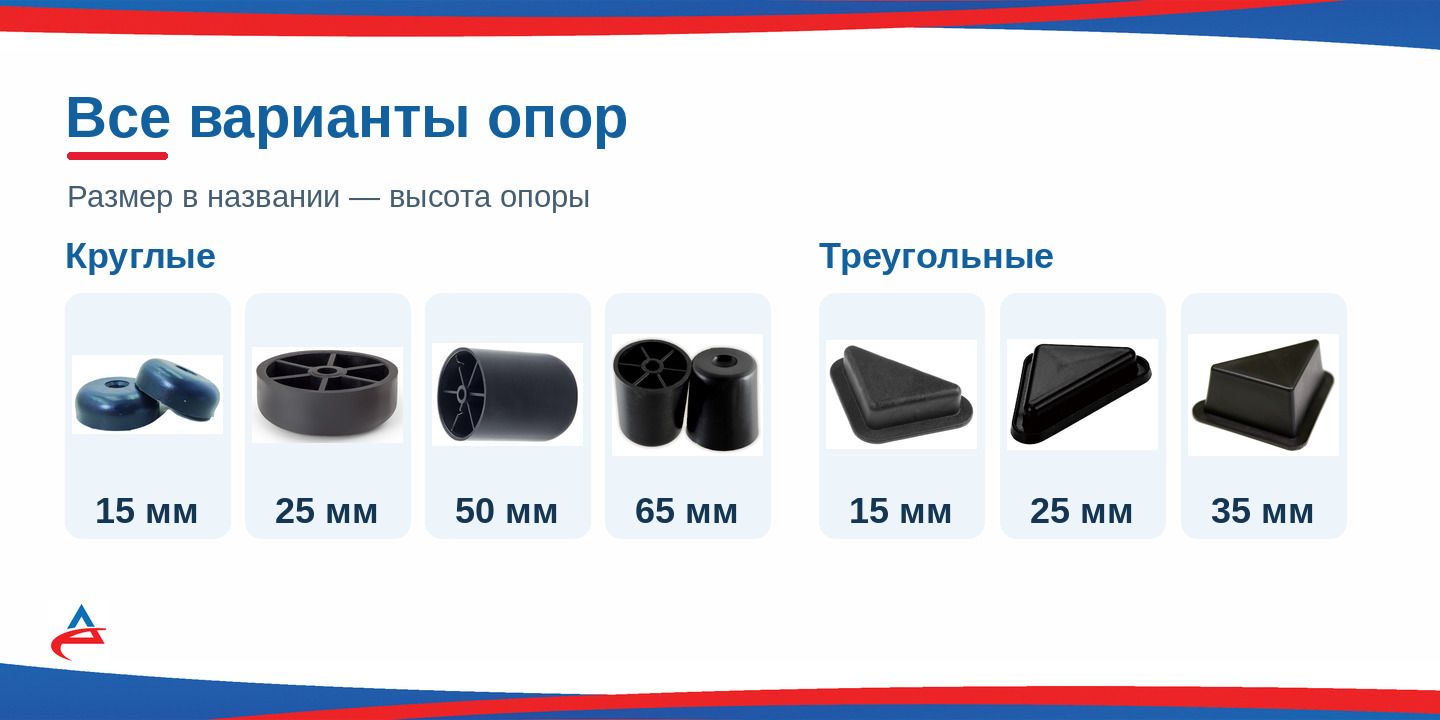 Все варианты опор
Размер в названии — высота опоры
Круглые
15 мм
25 мм
50 мм
65 мм
Треугольные
15 мм
25 мм
35 мм